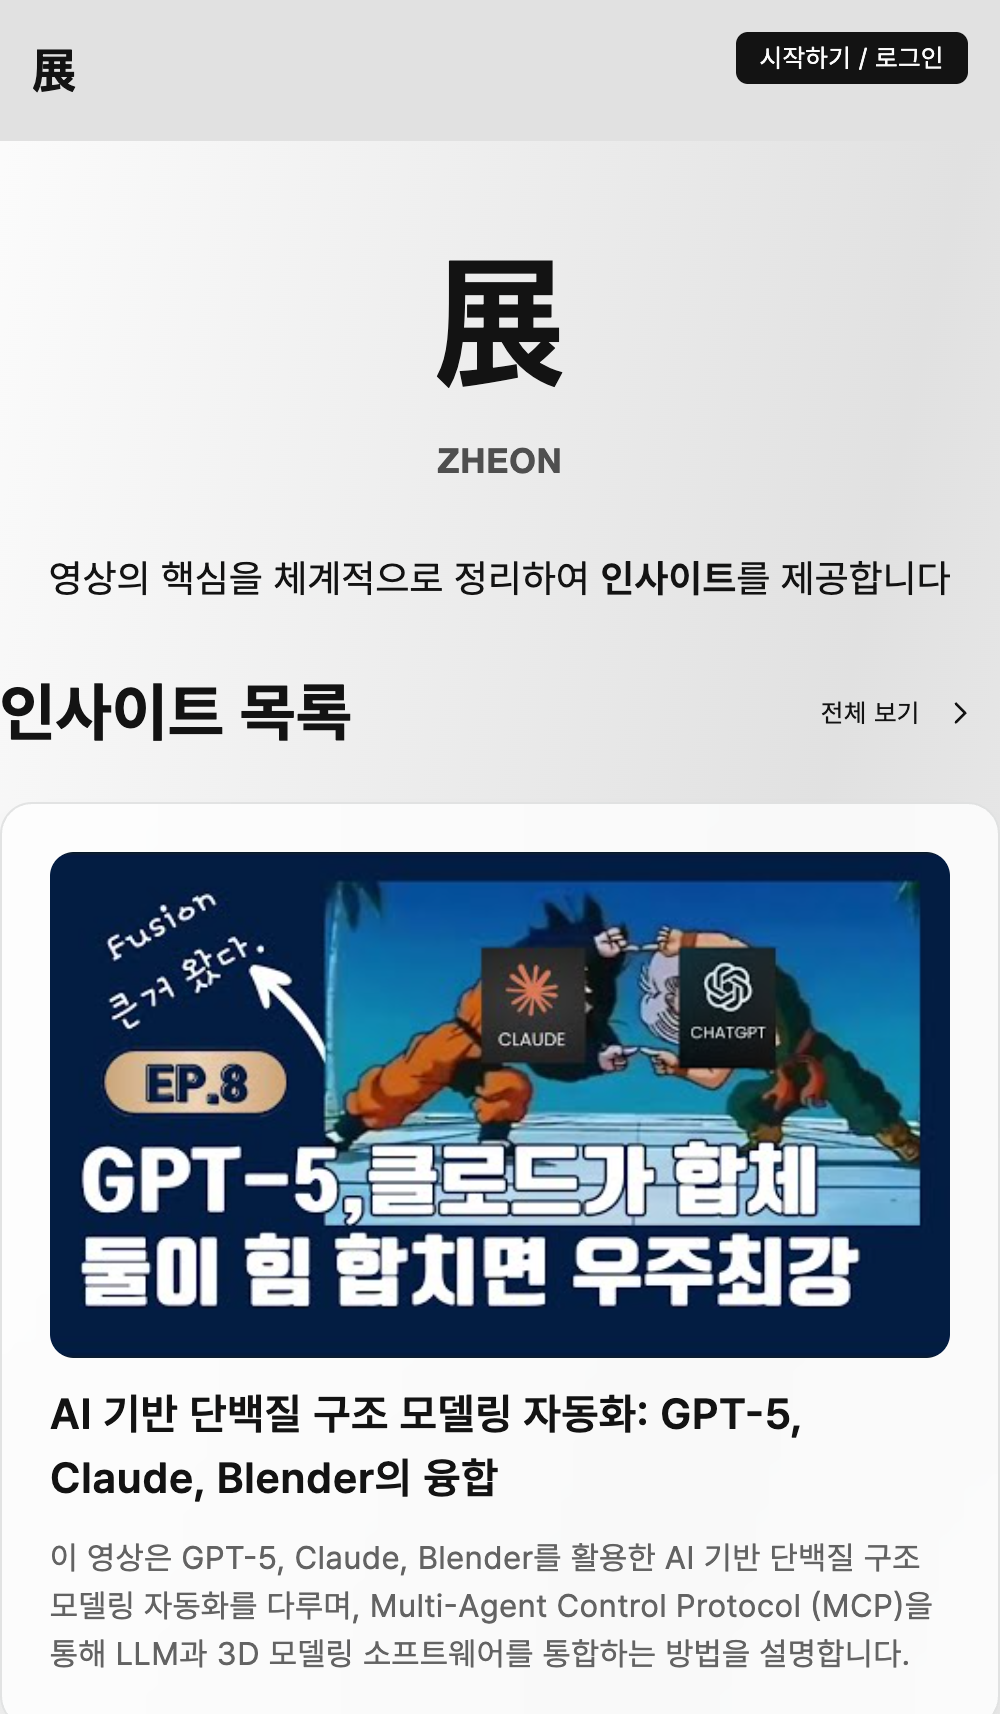 展
시작하기 / 로그인
展
ZHEON
영상의 핵심을 체계적으로 정리하여 인사이트를 제공합니다
인사이트 목록
전체 보기
Fusion
큰거 왔다.
CLAUDE
CHATGPT
EP.8
GPT-5,클로드가 합체
둘이 힘 합치면 우주최강
AI 기반 단백질 구조 모델링 자동화: GPT-5,
Claude, Blender의 융합
이 영상은 GPT-5, Claude, Blender를 활용한 AI 기반 단백질 구조
모델링 자동화를 다루며, Multi-Agent Control Protocol (MCP)을
통해 LLM과 3D 모델링 소프트웨어를 통합하는 방법을 설명합니다.